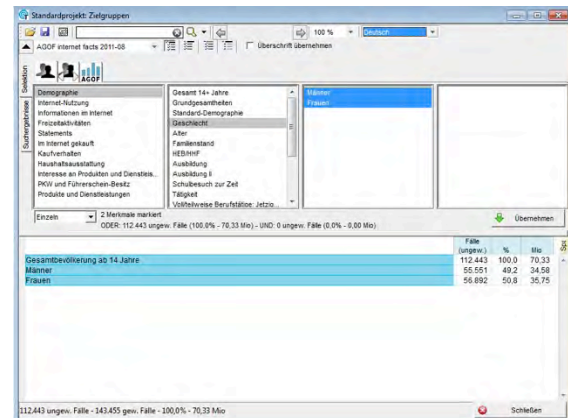 Standardprojekt: Zielgruppen
100 %
Deutsch
AGOF internet facts 2011-08
Überschrift übernehmen
AGOF
Selektion
Suchergebnisse
Demographie
Internet-Nutzung
Informationen im Internet
Freizeitaktivitäten
Statements
Im Internet gekauft
Kaufverhalten
Haushaltsausstattung
Interesse an Produkten und Dienstleis...
PKW und Führerschein-Besitz
Produkte und Dienstleistungen
Gesamt 14+ Jahre
Grundgesamtheiten
Standard-Demographie
Geschlecht
Alter
Familienstand
HEB/HHF
Ausbildung
Ausbildung II
Schulbesuch zur Zeit
Tätigkeit
Voll/teilweise Berufstätige: Jetzig...
Männer
Frauen
Einzeln
2 Merkmale markiert
ODER: 112.443 ungew. Fälle (100,0% - 70,33 Mio) - UND: 0 ungew. Fälle (0,0% - 0,00 Mio)
Übernehmen
Fälle (ungew.) % Mio
Gesamtbevölkerung ab 14 Jahre 112.443 100,0 70,33
Männer 55.551 49,2 34,58
Frauen 56.892 50,8 35,75
112.443 ungew. Fälle - 143.455 gew. Fälle - 100,0% - 70,33 Mio
Schließen